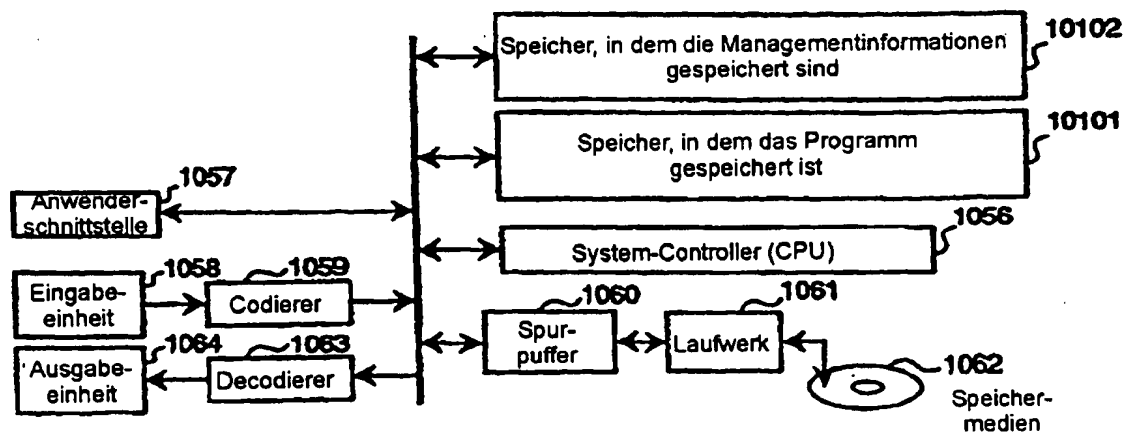 Speicher, in dem die Managementinformationen
gespeichert sind
10102
Speicher, in dem das Programm
gespeichert ist
10101
1057
Anwender-
schnittstelle
System-Controller (CPU)
1056
1058
Eingabe-
einheit
1059
Codierer
1060
Spur-
puffer
1061
Laufwerk
1064
Ausgabe-
einheit
1063
Decodierer
1062
Speicher-
medien